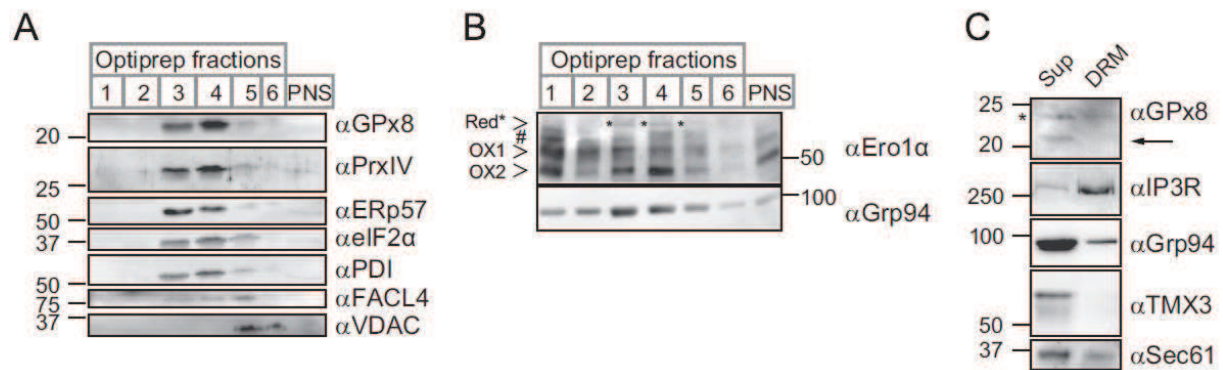 A
Optiprep fractions
1 2 3 4 5 6 PNS
20
αGPx8
αPrxIV
25
αERp57
50
αeIF2α
37
αPDI
50
αFACL4
75
37
αVDAC
B
Optiprep fractions
1 2 3 4 5 6 PNS
Red* >
* * *
#
OX1 >
OX2 >
50
αEro1α
100
αGrp94
C
Sup DRM
25
*
20
αGPx8
250
αIP3R
100
αGrp94
αTMX3
50
37
αSec61